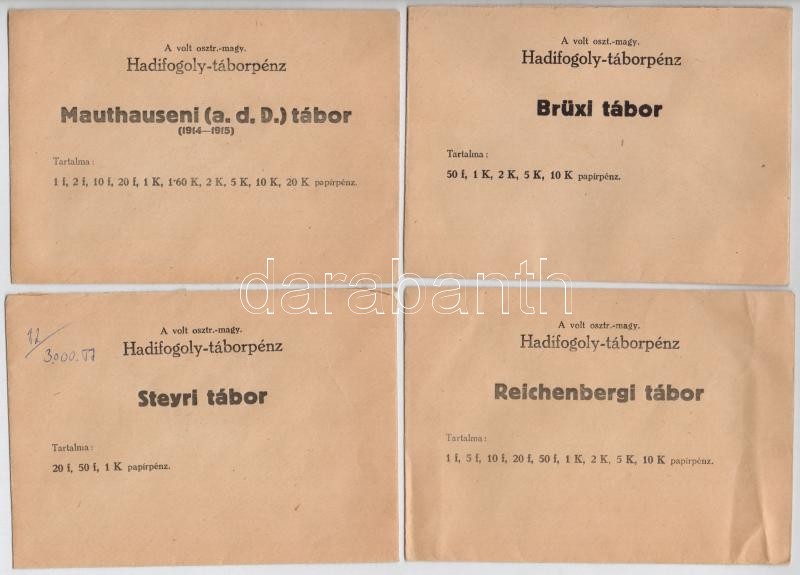 A volt osztr.-magy.
Hadifogoly-táborpénz
Mauthauseni (a. d. D.) tábor
(1914—1915)
Tartalma :
1 f, 2 f, 10 f, 20 f, 1 K, 1·60 K, 2 K, 5 K, 10 K, 20 K papírpénz.
A volt oszt.-magy.
Hadifogoly-táborpénz
Brüxi tábor
Tartalma :
50 f, 1 K, 2 K, 5 K, 10 K papírpénz.
A volt osztr.-magy.
Hadifogoly-táborpénz
Steyri tábor
Tartalma :
20 f, 50 f, 1 K papírpénz.
A volt osztr.-magy.
Hadifogoly-táborpénz
Reichenbergi tábor
Tartalma :
1 f, 5 f, 10 f, 20 f, 50 f, 1 K, 2 K, 5 K, 10 K papírpénz.
darabanth